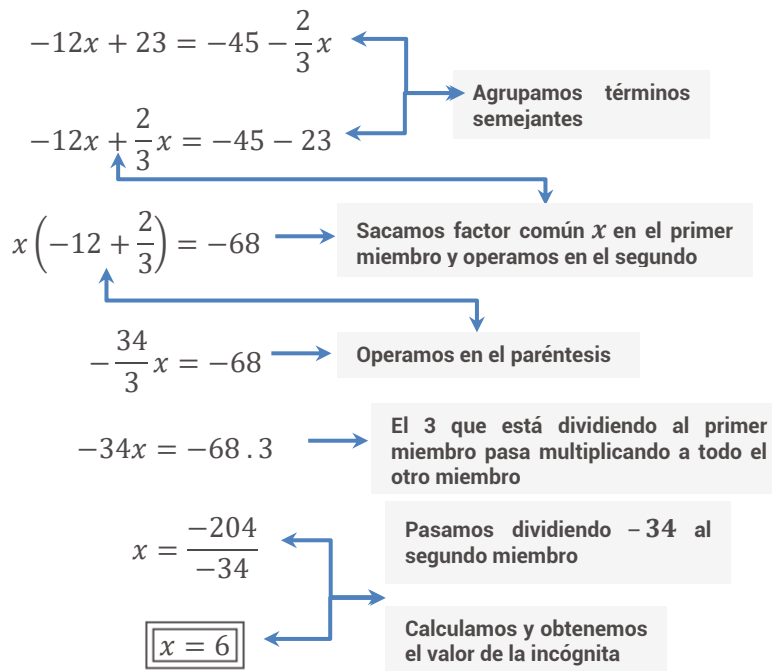 −12x + 23 = −45 − 2/3 x
Agrupamos términos
semejantes
−12x + 2/3 x = −45 − 23
x(−12 + 2/3) = −68
Sacamos factor común x en el primer
miembro y operamos en el segundo
−34/3 x = −68
Operamos en el paréntesis
−34x = −68 . 3
El 3 que está dividiendo al primer
miembro pasa multiplicando a todo el
otro miembro
x = −204/−34
Pasamos dividiendo −34 al
segundo miembro
x = 6
Calculamos y obtenemos
el valor de la incógnita